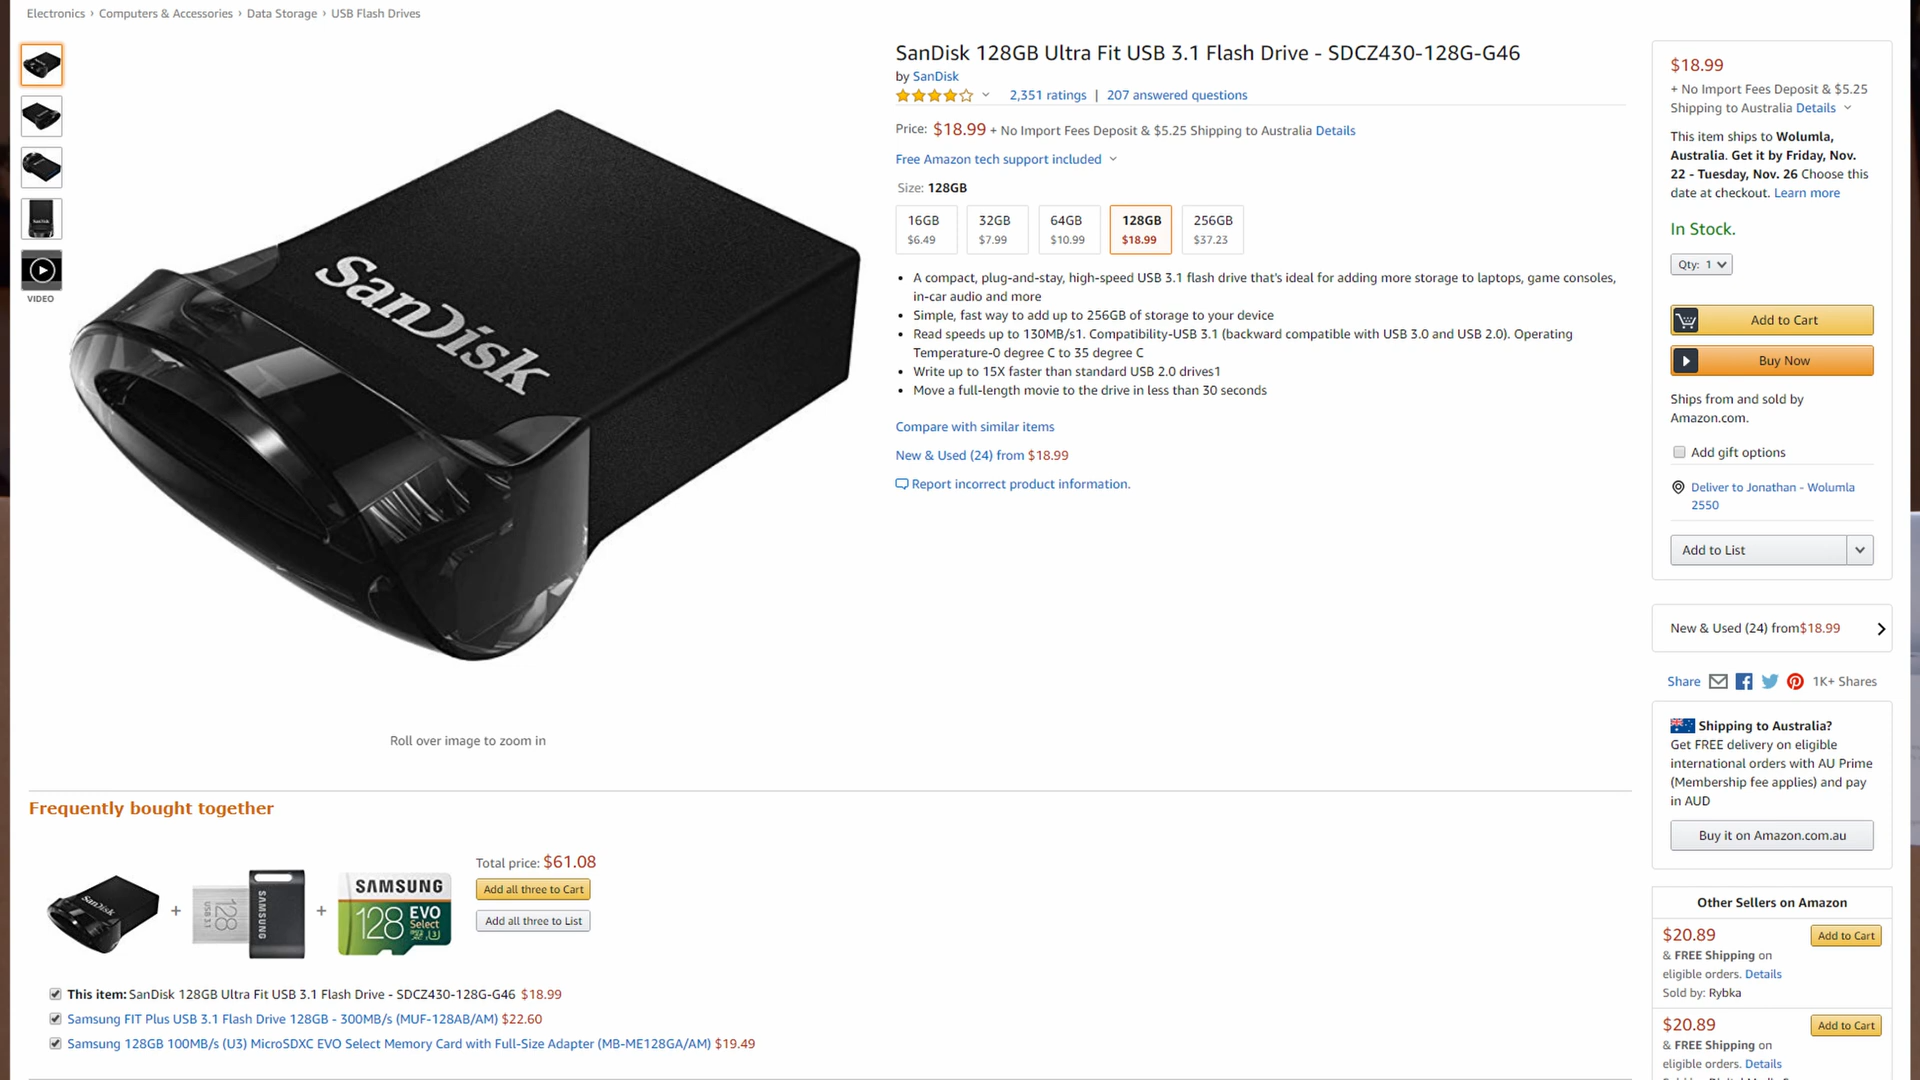 Electronics › Computers & Accessories › Data Storage › USB Flash Drives
VIDEO
SanDisk
Roll over image to zoom in
SanDisk 128GB Ultra Fit USB 3.1 Flash Drive - SDCZ430-128G-G46
by SanDisk
2,351 ratings | 207 answered questions
Price: $18.99 + No Import Fees Deposit & $5.25 Shipping to Australia Details
Free Amazon tech support included
Size: 128GB
16GB 32GB 64GB 128GB 256GB
$6.49 $7.99 $10.99 $18.99 $37.23
• A compact, plug-and-stay, high-speed USB 3.1 flash drive that's ideal for adding more storage to laptops, game consoles,
in-car audio and more
• Simple, fast way to add up to 256GB of storage to your device
• Read speeds up to 130MB/s1. Compatibility-USB 3.1 (backward compatible with USB 3.0 and USB 2.0). Operating
Temperature-0 degree C to 35 degree C
• Write up to 15X faster than standard USB 2.0 drives1
• Move a full-length movie to the drive in less than 30 seconds
Compare with similar items
New & Used (24) from $18.99
Report incorrect product information.
$18.99
+ No Import Fees Deposit & $5.25
Shipping to Australia Details
This item ships to Wolumla,
Australia. Get it by Friday, Nov.
22 - Tuesday, Nov. 26 Choose this
date at checkout. Learn more
In Stock.
Qty: 1
Add to Cart
Buy Now
Ships from and sold by
Amazon.com.
Add gift options
Deliver to Jonathan - Wolumla
2550
Add to List
New & Used (24) from$18.99
Share 1K+ Shares
Shipping to Australia?
Get FREE delivery on eligible
international orders with AU Prime
(Membership fee applies) and pay
in AUD
Buy it on Amazon.com.au
Other Sellers on Amazon
$20.89 Add to Cart
& FREE Shipping on
eligible orders. Details
Sold by: Rybka
$20.89 Add to Cart
& FREE Shipping on
eligible orders. Details
Frequently bought together
SanDisk + USB 3.1 128 SAMSUNG + SAMSUNG
128 EVO
Select
Total price: $61.08
Add all three to Cart
Add all three to List
This item: SanDisk 128GB Ultra Fit USB 3.1 Flash Drive - SDCZ430-128G-G46 $18.99
Samsung FIT Plus USB 3.1 Flash Drive 128GB - 300MB/s (MUF-128AB/AM) $22.60
Samsung 128GB 100MB/s (U3) MicroSDXC EVO Select Memory Card with Full-Size Adapter (MB-ME128GA/AM) $19.49